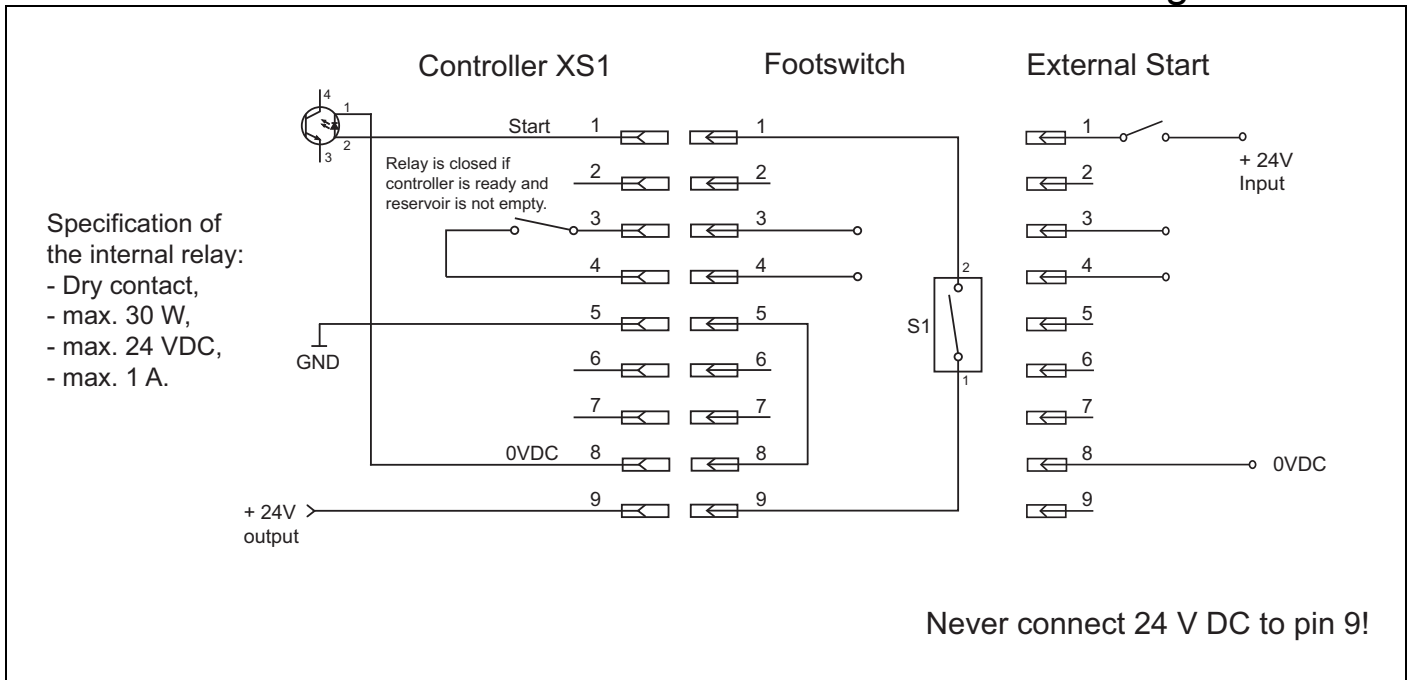 Controller XS1
Footswitch
External Start
4
1
2
3
Start
1
2
3
4
5
6
7
8
9
Relay is closed if
controller is ready and
reservoir is not empty.
Specification of
the internal relay:
- Dry contact,
- max. 30 W,
- max. 24 VDC,
- max. 1 A.
GND
0VDC
+ 24V
output
1
2
3
4
5
6
7
8
9
2
S1
1
1
2
3
4
5
6
7
8
9
+ 24V
Input
0VDC
Never connect 24 V DC to pin 9!